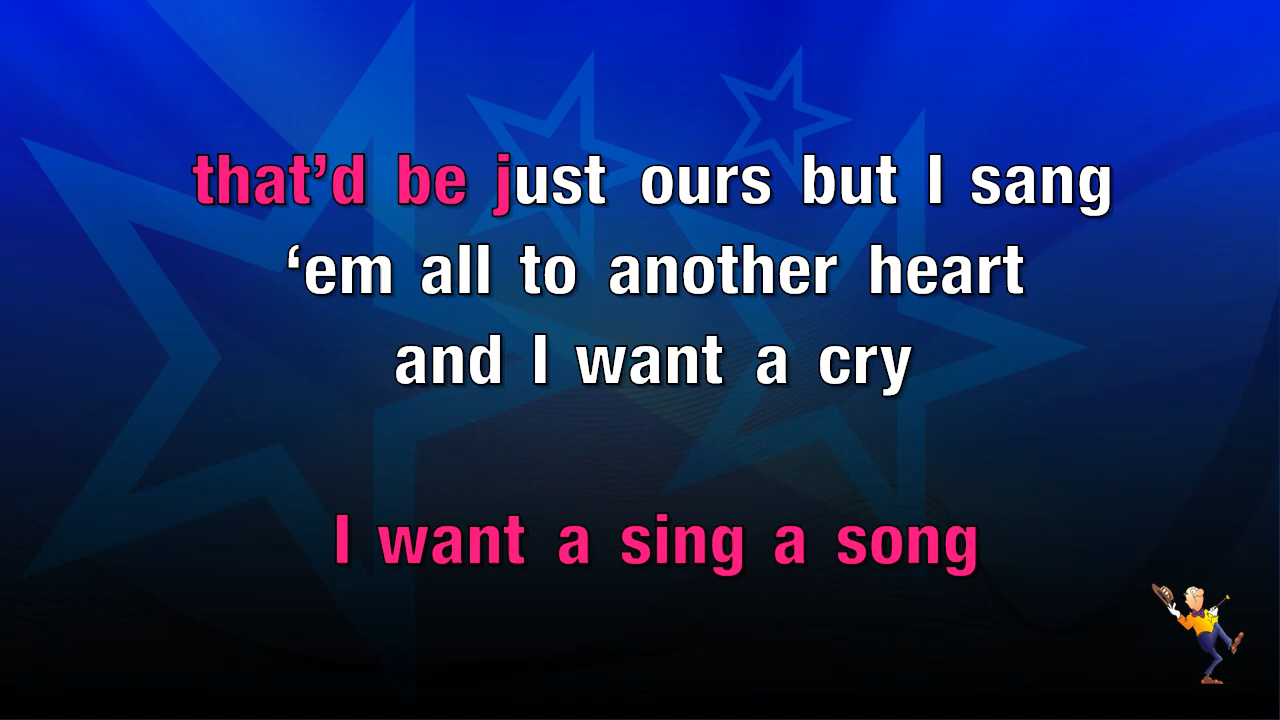 that’d be just ours but I sang
‘em all to another heart
and I want a cry
I want a sing a song